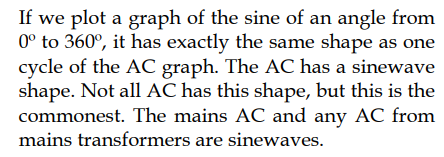 If we plot a graph of the sine of an angle from
0º to 360º, it has exactly the same shape as one
cycle of the AC graph. The AC has a sinewave
shape. Not all AC has this shape, but this is the
commonest. The mains AC and any AC from
mains transformers are sinewaves.